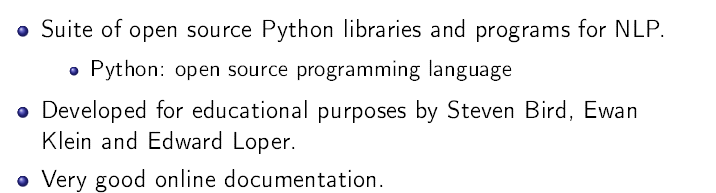 Suite of open source Python libraries and programs for NLP.
Python: open source programming language
Developed for educational purposes by Steven Bird, Ewan
Klein and Edward Loper.
Very good online documentation.